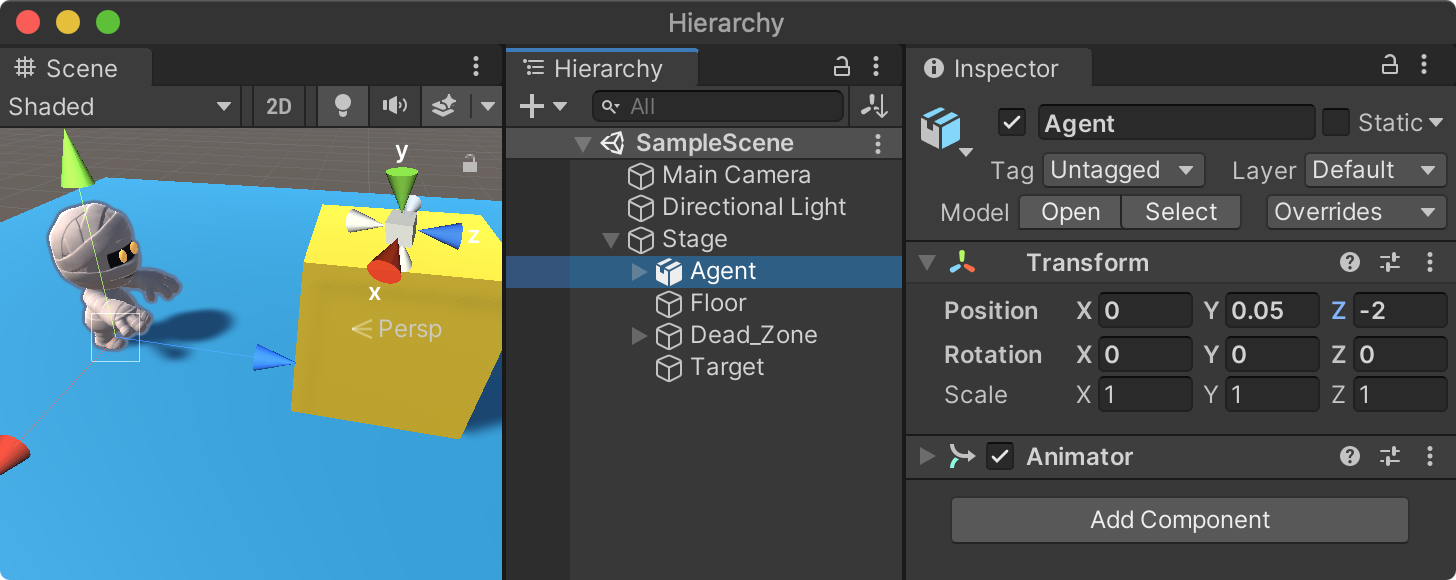 Hierarchy
Scene
Shaded
2D
y
z
x
Persp
Hierarchy
All
SampleScene
Main Camera
Directional Light
Stage
Agent
Floor
Dead_Zone
Target
Inspector
Agent Static
Tag Untagged Layer Default
Model Open Select Overrides
Transform
Position X 0 Y 0.05 Z -2
Rotation X 0 Y 0 Z 0
Scale X 1 Y 1 Z 1
Animator
Add Component